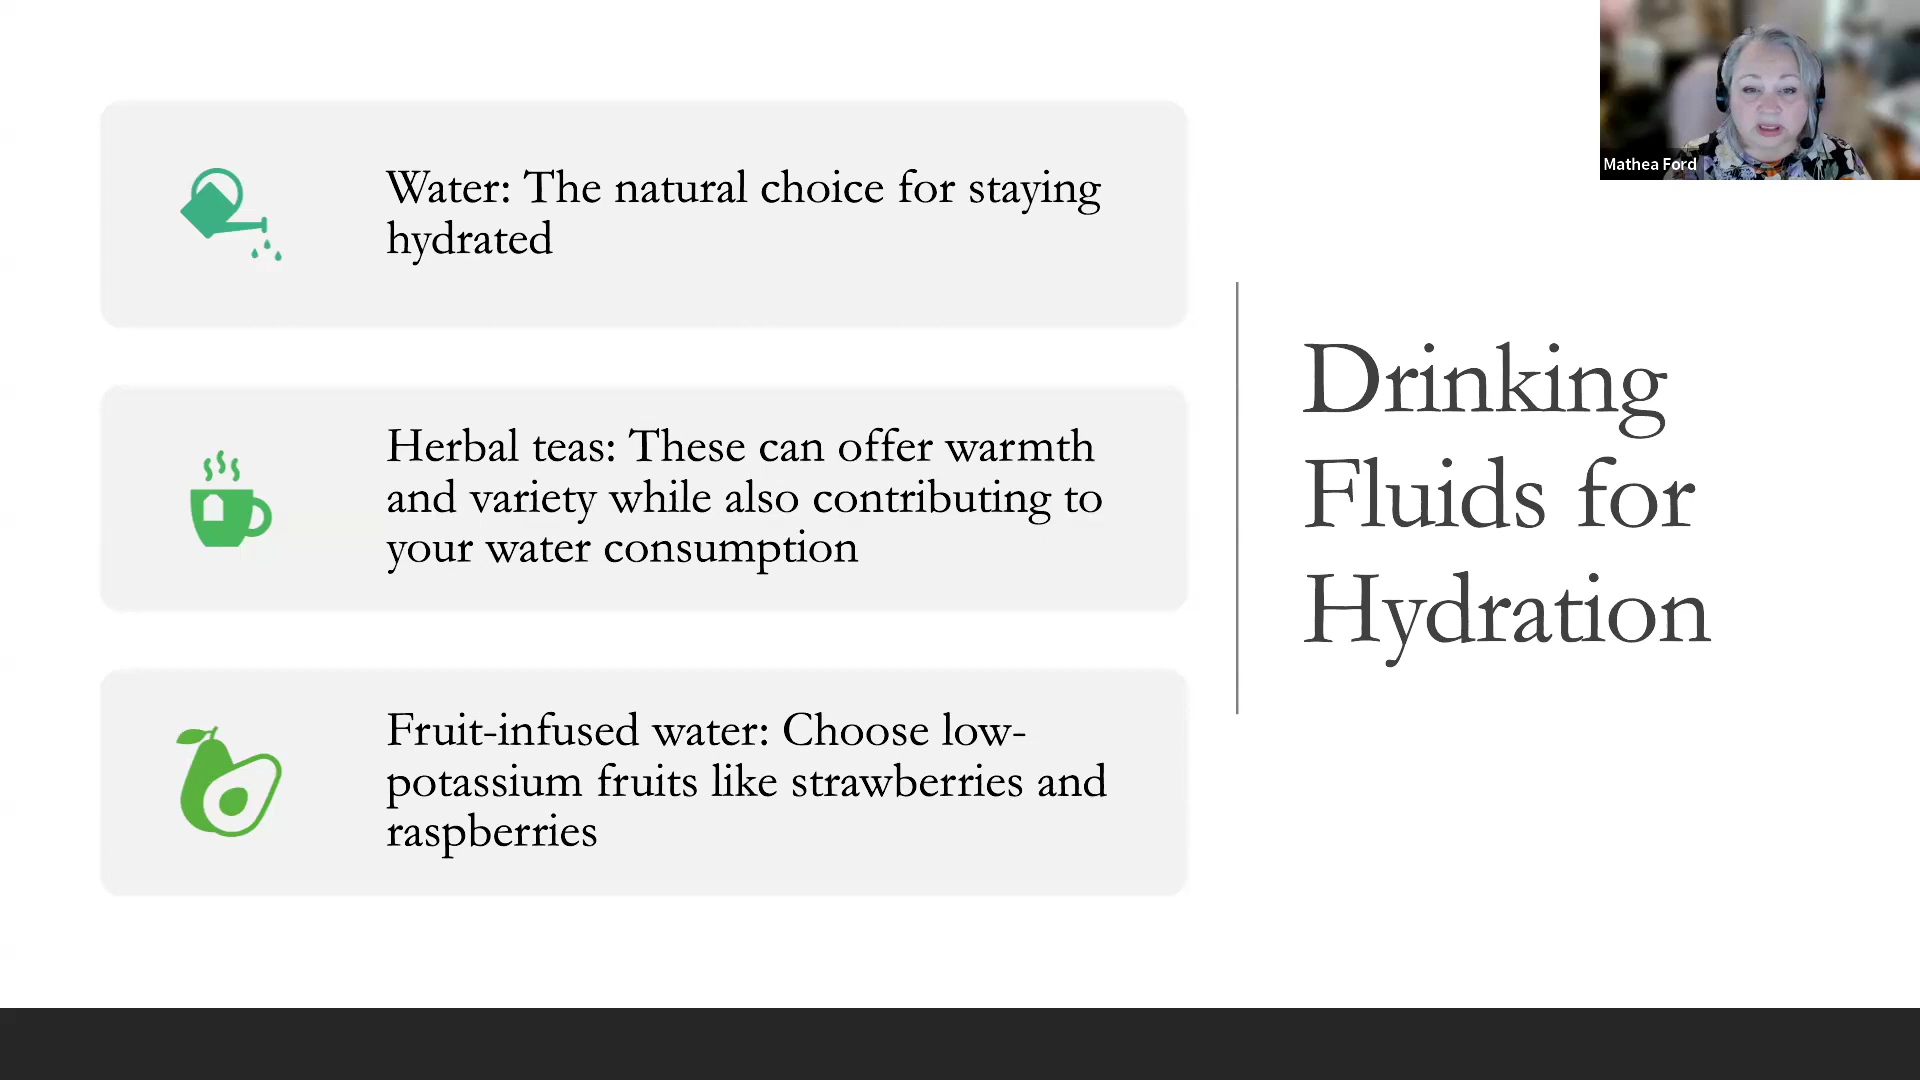 Water: The natural choice for staying
hydrated
Herbal teas: These can offer warmth
and variety while also contributing to
your water consumption
Fruit-infused water: Choose low-
potassium fruits like strawberries and
raspberries
Drinking
Fluids for
Hydration
Mathea Ford